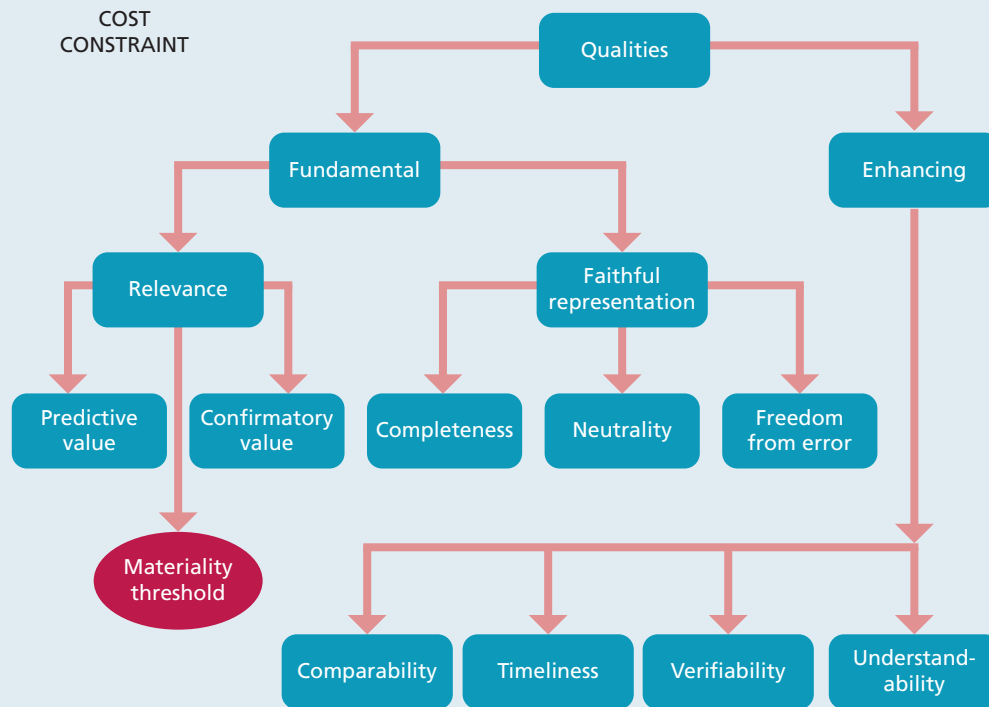 COST
CONSTRAINT
Qualities
Fundamental
Enhancing
Relevance
Faithful
representation
Predictive
value
Confirmatory
value
Completeness
Neutrality
Freedom
from error
Materiality
threshold
Comparability
Timeliness
Verifiability
Understand-
ability